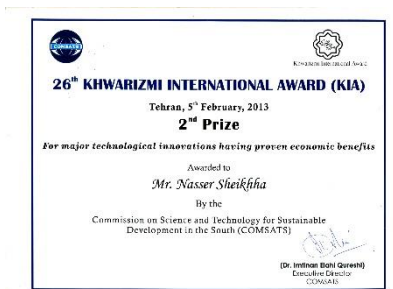 COMSATS
Khwarizmi International Award
26th KHWARIZMI INTERNATIONAL AWARD (KIA)
Tehran, 5th February, 2013
2nd Prize
For major technological innovations having proven economic benefits
Awarded to
Mr. Nasser Sheikhha
By the
Commission on Science and Technology for Sustainable
Development in the South (COMSATS)
(Dr. Imtinan Elahi Qureshi)
Executive Director
COMSATS